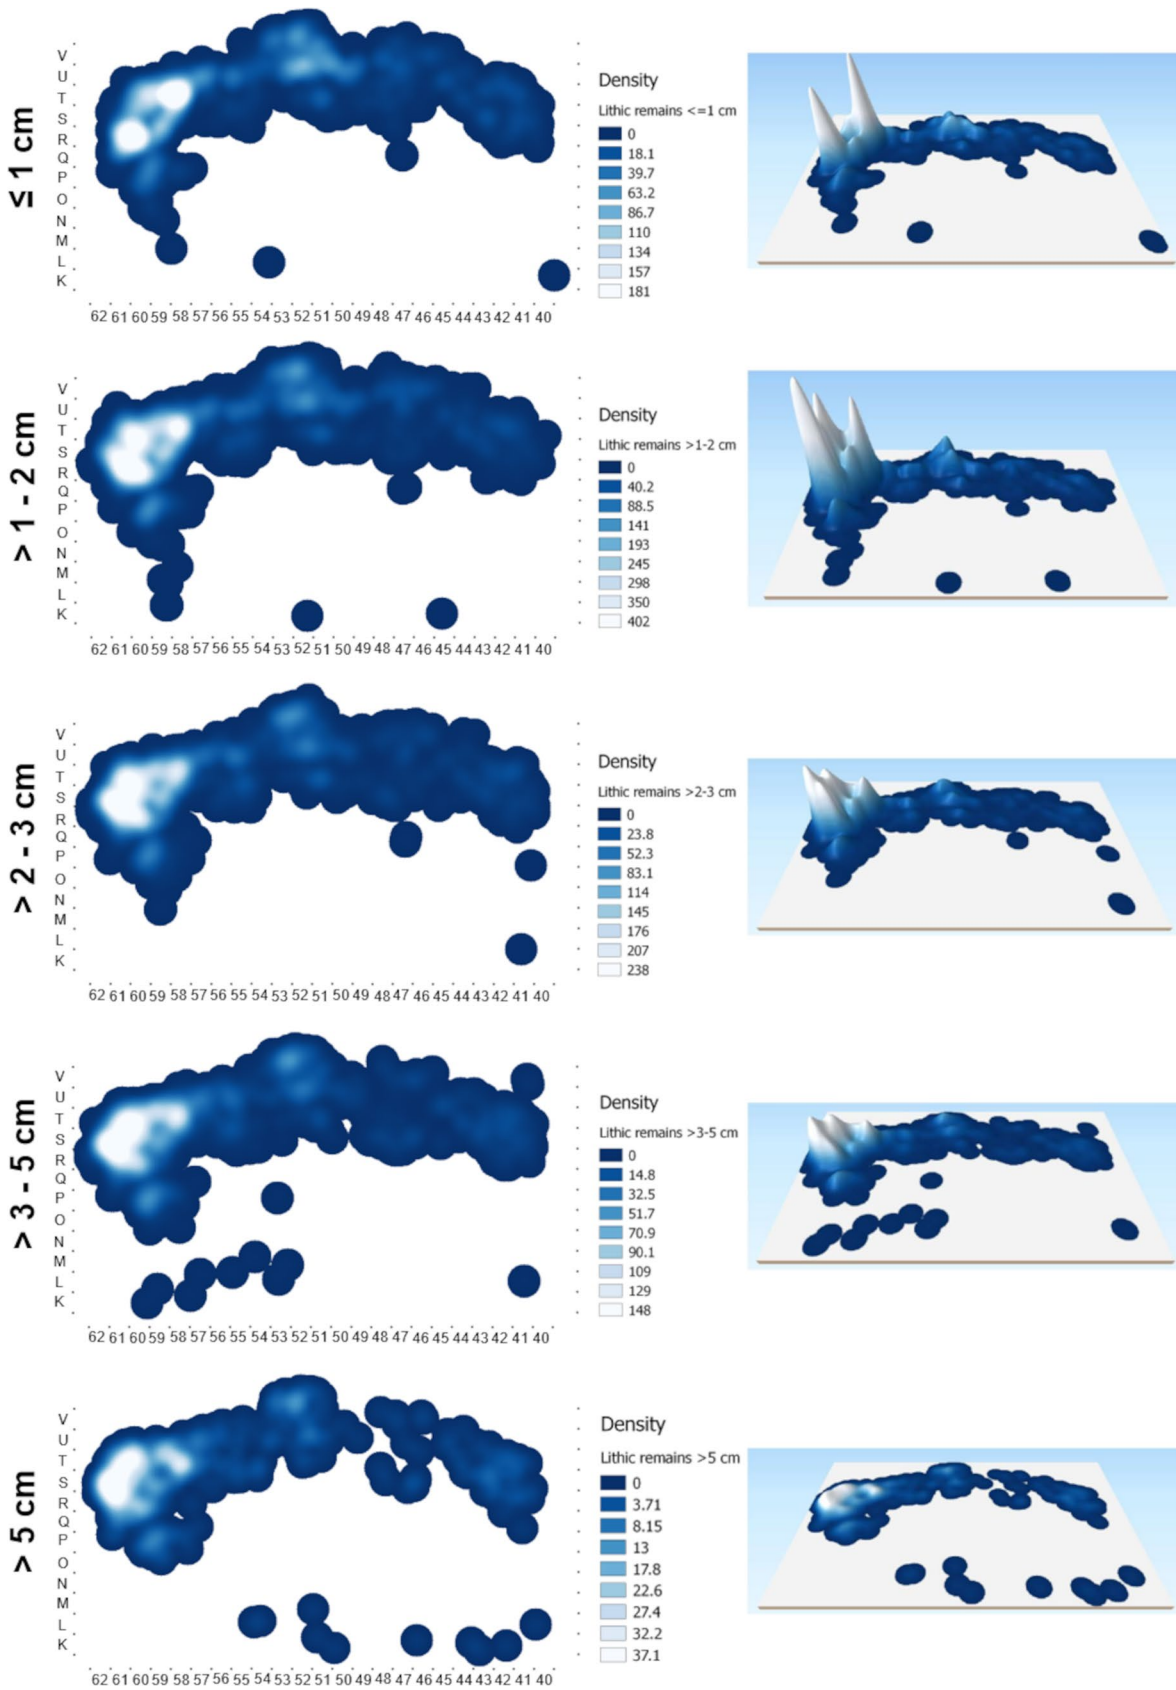 ≤ 1 cm
V
U
T
S
R
Q
P
O
N
M
L
K
62 61 60 59 58 57 56 55 54 53 52 51 50 49 48 47 46 45 44 43 42 41 40
Density
Lithic remains <=1 cm
0
18.1
39.7
63.2
86.7
110
134
157
181
> 1 - 2 cm
V
U
T
S
R
Q
P
O
N
M
L
K
62 61 60 59 58 57 56 55 54 53 52 51 50 49 48 47 46 45 44 43 42 41 40
Density
Lithic remains >1-2 cm
0
40.2
88.5
141
193
245
298
350
402
> 2 - 3 cm
V
U
T
S
R
Q
P
O
N
M
L
K
62 61 60 59 58 57 56 55 54 53 52 51 50 49 48 47 46 45 44 43 42 41 40
Density
Lithic remains >2-3 cm
0
23.8
52.3
83.1
114
145
176
207
238
> 3 - 5 cm
V
U
T
S
R
Q
P
O
N
M
L
K
62 61 60 59 58 57 56 55 54 53 52 51 50 49 48 47 46 45 44 43 42 41 40
Density
Lithic remains >3-5 cm
0
14.8
32.5
51.7
70.9
90.1
109
129
148
> 5 cm
V
U
T
S
R
Q
P
O
N
M
L
K
62 61 60 59 58 57 56 55 54 53 52 51 50 49 48 47 46 45 44 43 42 41 40
Density
Lithic remains >5 cm
0
3.71
8.15
13
17.8
22.6
27.4
32.2
37.1